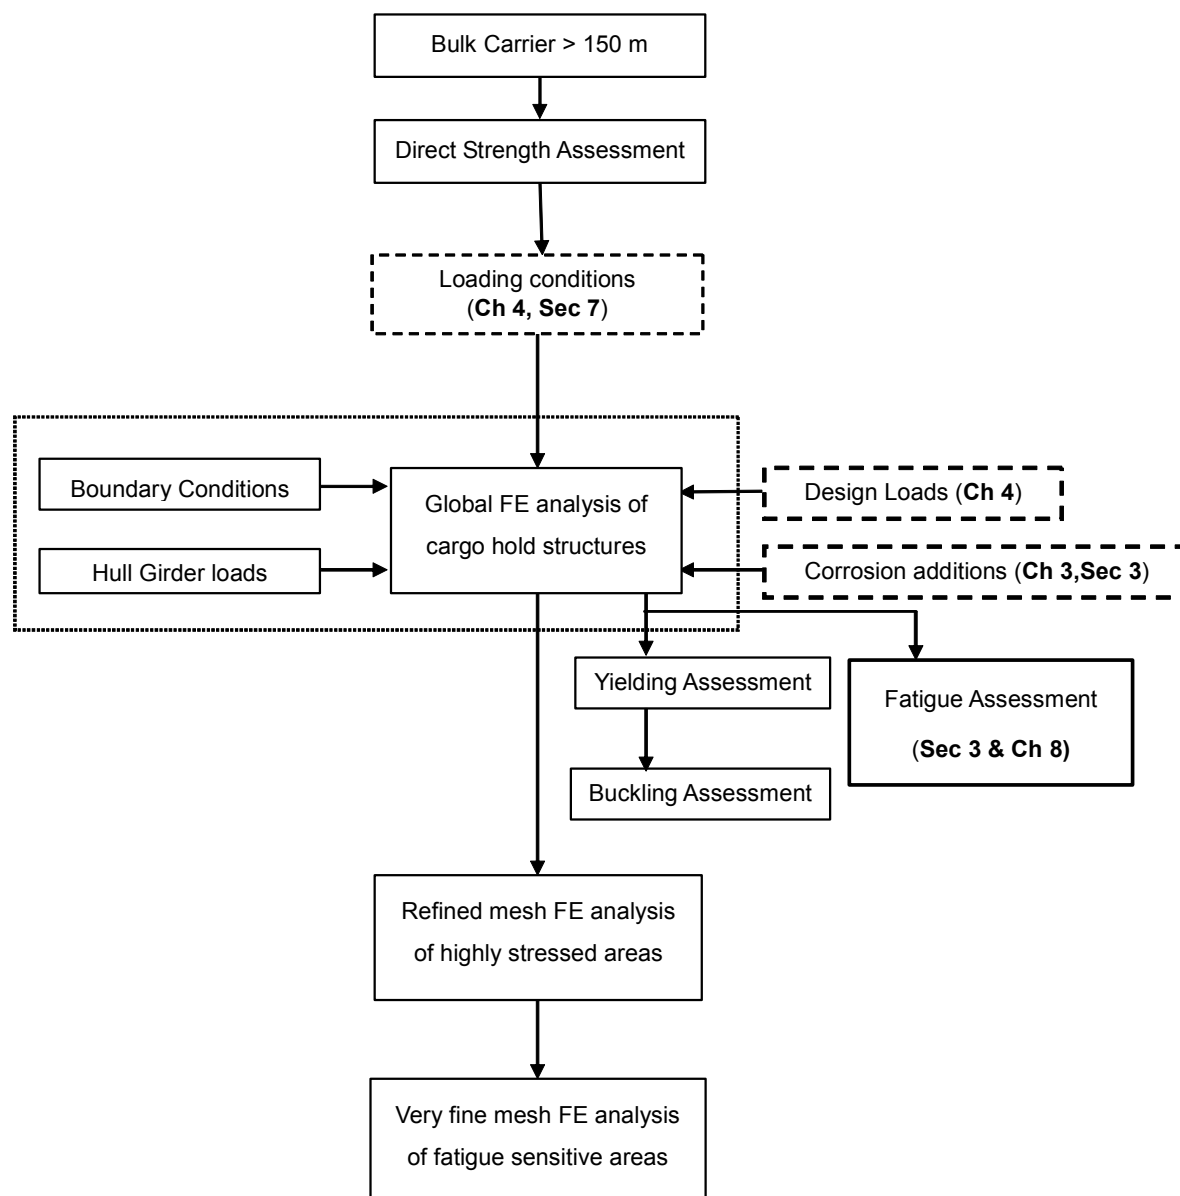 Bulk Carrier > 150 m
Direct Strength Assessment
Loading conditions
(Ch 4, Sec 7)
Boundary Conditions
Hull Girder loads
Global FE analysis of
cargo hold structures
Design Loads (Ch 4)
Corrosion additions (Ch 3,Sec 3)
Yielding Assessment
Buckling Assessment
Fatigue Assessment
(Sec 3 & Ch 8)
Refined mesh FE analysis
of highly stressed areas
Very fine mesh FE analysis
of fatigue sensitive areas